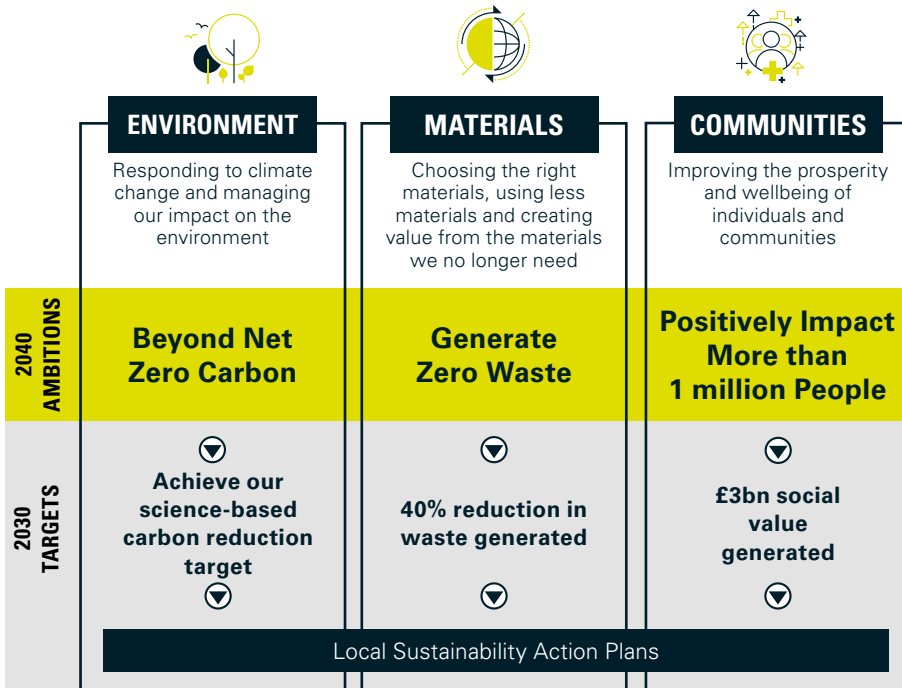 ENVIRONMENT
Responding to climate
change and managing
our impact on the
environment
MATERIALS
Choosing the right
materials, using less
materials and creating
value from the materials
we no longer need
COMMUNITIES
Improving the prosperity
and wellbeing of
individuals and
communities
2040
AMBITIONS
Beyond Net
Zero Carbon
Generate
Zero Waste
Positively Impact
More than
1 million People
2030
TARGETS
Achieve our
science-based
carbon reduction
target
40% reduction in
waste generated
£3bn social
value
generated
Local Sustainability Action Plans